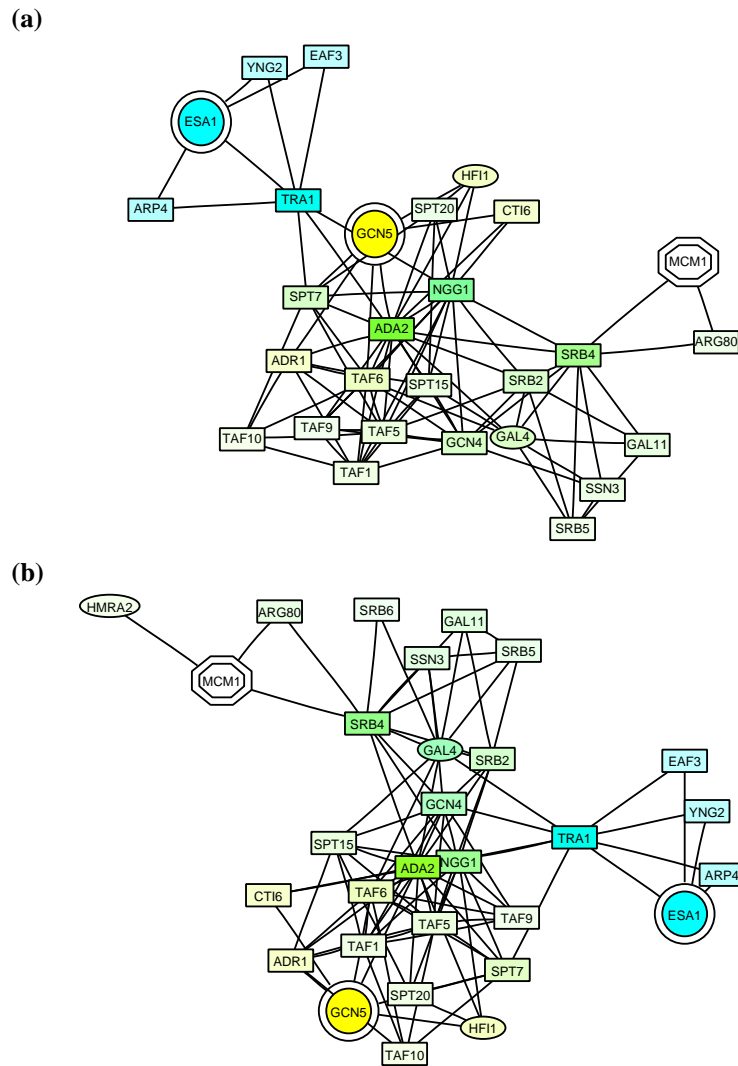 (a)
EAF3
YNG2
ESA1
HFI1
ARP4
TRA1
SPT20
CTI6
GCN5
MCM1
SPT7
NGG1
ADA2
ARG80
SRB4
ADR1
TAF6
SPT15
SRB2
TAF10
TAF9
TAF5
GCN4
GAL4
GAL11
TAF1
SSN3
SRB5
(b)
HMRA2
ARG80
SRB6
GAL11
SSN3
SRB5
MCM1
SRB4
GAL4
SRB2
EAF3
GCN4
YNG2
SPT15
TRA1
ADA2
NGG1
ARP4
CTI6
TAF6
ESA1
TAF5
TAF9
TAF1
ADR1
SPT7
SPT20
GCN5
HFI1
TAF10